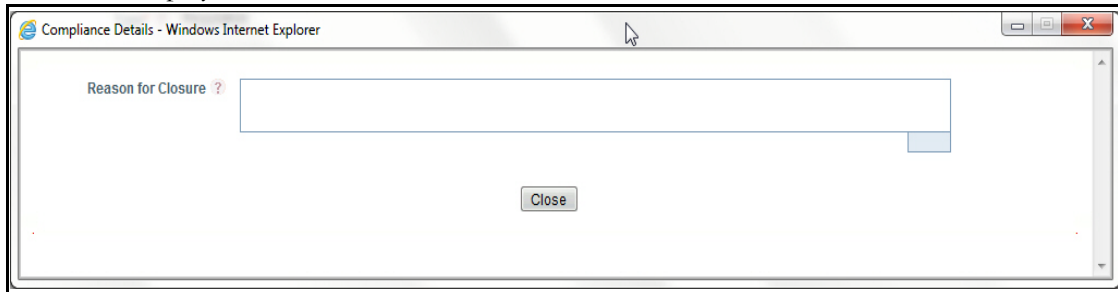 Compliance Details - Windows Internet Explorer
Reason for Closure ?
Close